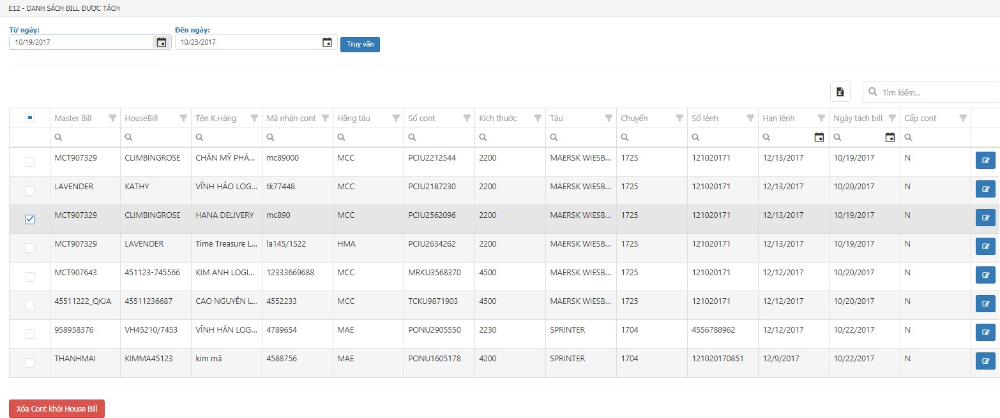 E12 - DANH SÁCH BILL ĐƯỢC TÁCH
Từ ngày: Đến ngày:
10/19/2017 10/23/2017 Truy vấn
Tìm kiếm...
Master Bill HouseBill Tên K.Hàng Mã nhận cont Hãng tàu Số cont Kích thước Tàu Chuyến Số lệnh Hạn lệnh Ngày tách bill Cấp cont
MCT907329 CLIMBINGROSE CHÂN MỸ PHÁ... mc89000 MCC PCIU2212544 2200 MAERSK WIESB... 1725 121020171 12/13/2017 10/19/2017 N
LAVENDER KATHY VĨNH HẢO LOG... tk77448 MCC PCIU2187230 2200 MAERSK WIESB... 1725 121020171 12/13/2017 10/20/2017 N
MCT907329 CLIMBINGROSE HANA DELIVERY mc890 MCC PCIU2562096 2200 MAERSK WIESB... 1725 121020171 12/13/2017 10/19/2017 N
MCT907329 LAVENDER Time Treasure L... la145/1522 HMA PCIU2634262 2200 MAERSK WIESB... 1725 121020171 12/13/2017 10/19/2017 N
MCT907643 451123-745566 KIM ANH LOGI... 12333669688 MCC MRKU3568370 4500 MAERSK WIESB... 1725 121020171 12/12/2017 10/20/2017 N
45511222_QKJA 45511236687 CAO NGUYÊN L... 4552233 MCC TCKU9871903 4500 MAERSK WIESB... 1725 121020171 12/12/2017 10/20/2017 N
958958376 VH45210/7453 VĨNH HÂN LOG... 4789654 MAE PONU2905550 2230 SPRINTER 1704 4556788962 12/12/2017 10/22/2017 N
THANHMAI KIMMA45123 kim mã 4588756 MAE PONU1605178 4200 SPRINTER 1704 121020170851 12/9/2017 10/22/2017 N
Xóa Cont khỏi House Bill